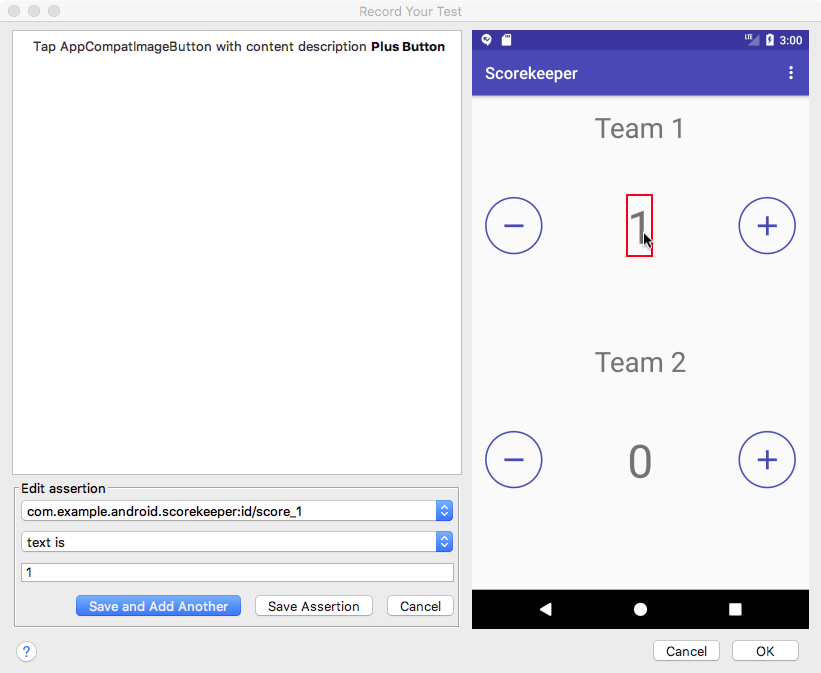 Record Your Test
Tap AppCompatImageButton with content description Plus Button
LTE 3:00
Scorekeeper
Team 1
1
Team 2
0
Edit assertion
com.example.android.scorekeeper:id/score_1
text is
1
Save and Add Another
Save Assertion
Cancel
?
Cancel
OK